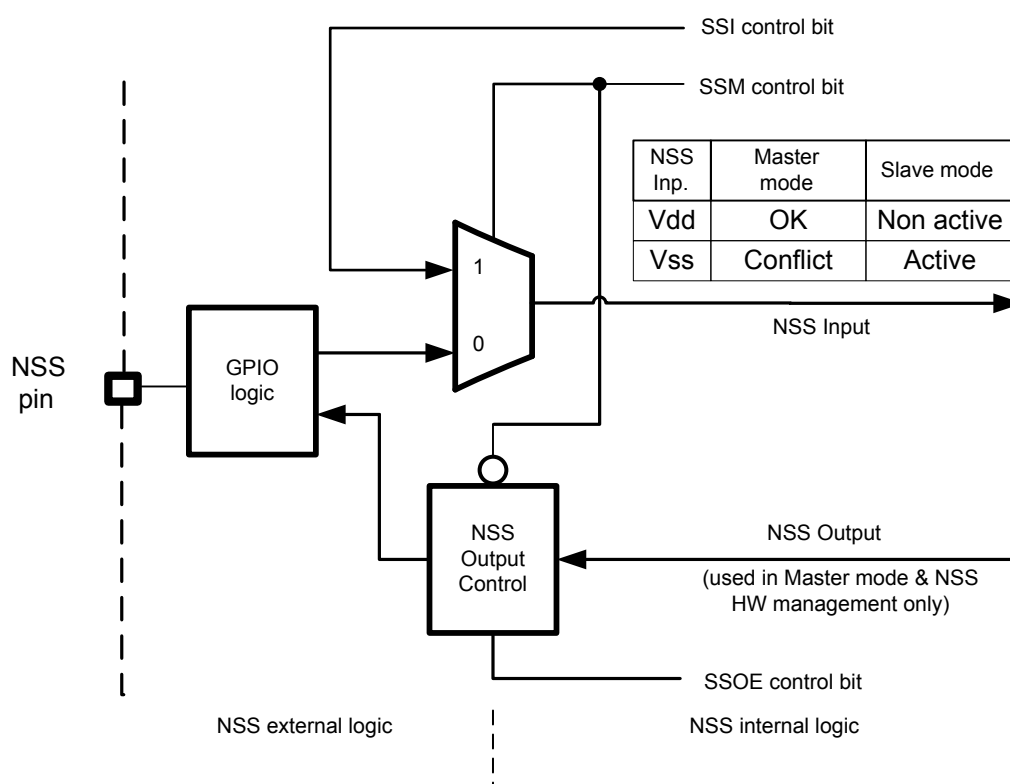 SSI control bit
SSM control bit
NSS Inp.
Master mode
Slave mode
Vdd
OK
Non active
Vss
Conflict
Active
1
0
NSS Input
NSS
pin
GPIO
logic
NSS
Output
Control
NSS Output
(used in Master mode & NSS
HW management only)
SSOE control bit
NSS external logic
NSS internal logic